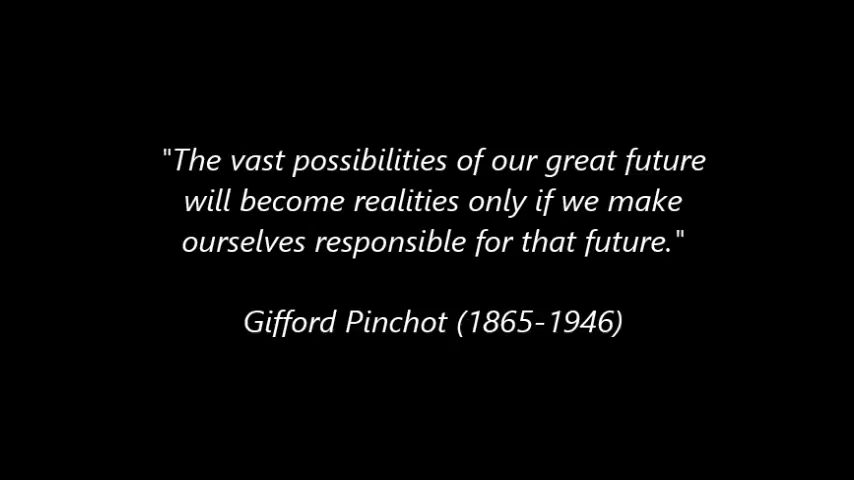 "The vast possibilities of our great future
will become realities only if we make
ourselves responsible for that future."
Gifford Pinchot (1865-1946)